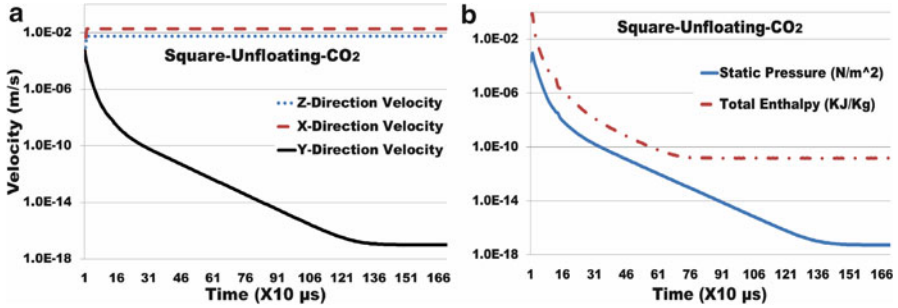 a
Square-Unfloating-CO2
Velocity (m/s)
1.0E-02
1.0E-06
1.0E-10
1.0E-14
1.0E-18
Z-Direction Velocity
X-Direction Velocity
Y-Direction Velocity
1 16 31 46 61 76 91 106 121 136 151 166
Time (X10 µs)
b
Square-Unfloating-CO2
1.0E-02
1.0E-06
1.0E-10
1.0E-14
1.0E-18
Static Pressure (N/m^2)
Total Enthalpy (KJ/Kg)
1 16 31 46 61 76 91 106 121 136 151 166
Time (X10 µs)